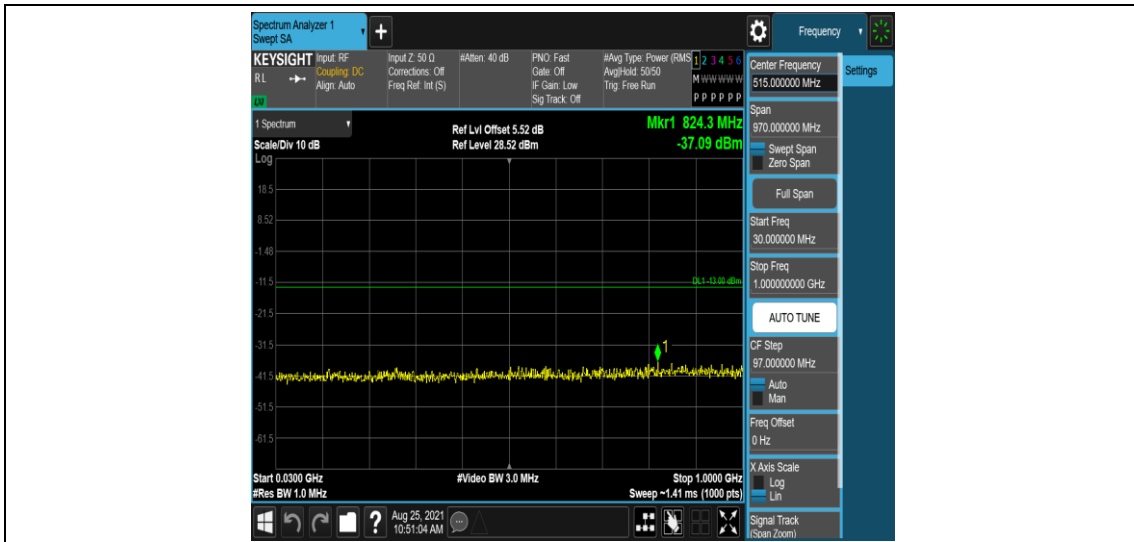 Spectrum Analyzer 1
Swept SA
+
Frequency
KEYSIGHT
RL
LXI
Input: RF
Coupling: DC
Align: Auto
Input Z: 50 Ω
Corrections: Off
Freq Ref: Int (S)
#Atten: 40 dB
PNO: Fast
Gate: Off
IF Gain: Low
Sig Track: Off
#Avg Type: Power (RMS
Avg|Hold: 50/50
Trig: Free Run
1 2 3 4 5 6
M W W W W W
P P P P P P
1 Spectrum
Scale/Div 10 dB
Log
Ref Lvl Offset 5.52 dB
Ref Level 28.52 dBm
Mkr1 824.3 MHz
-37.09 dBm
18.5
8.52
-1.48
-11.5
DL1 -13.00 dBm
-21.5
-31.5
1
-41.5
-51.5
-61.5
Start 0.0300 GHz
#Res BW 1.0 MHz
#Video BW 3.0 MHz
Stop 1.0000 GHz
Sweep ~1.41 ms (1000 pts)
?
Aug 25, 2021
10:51:04 AM
Center Frequency
515.000000 MHz
Settings
Span
970.000000 MHz
Swept Span
Zero Span
Full Span
Start Freq
30.000000 MHz
Stop Freq
1.000000000 GHz
AUTO TUNE
CF Step
97.000000 MHz
Auto
Man
Freq Offset
0 Hz
X Axis Scale
Log
Lin
Signal Track
(Span Zoom)